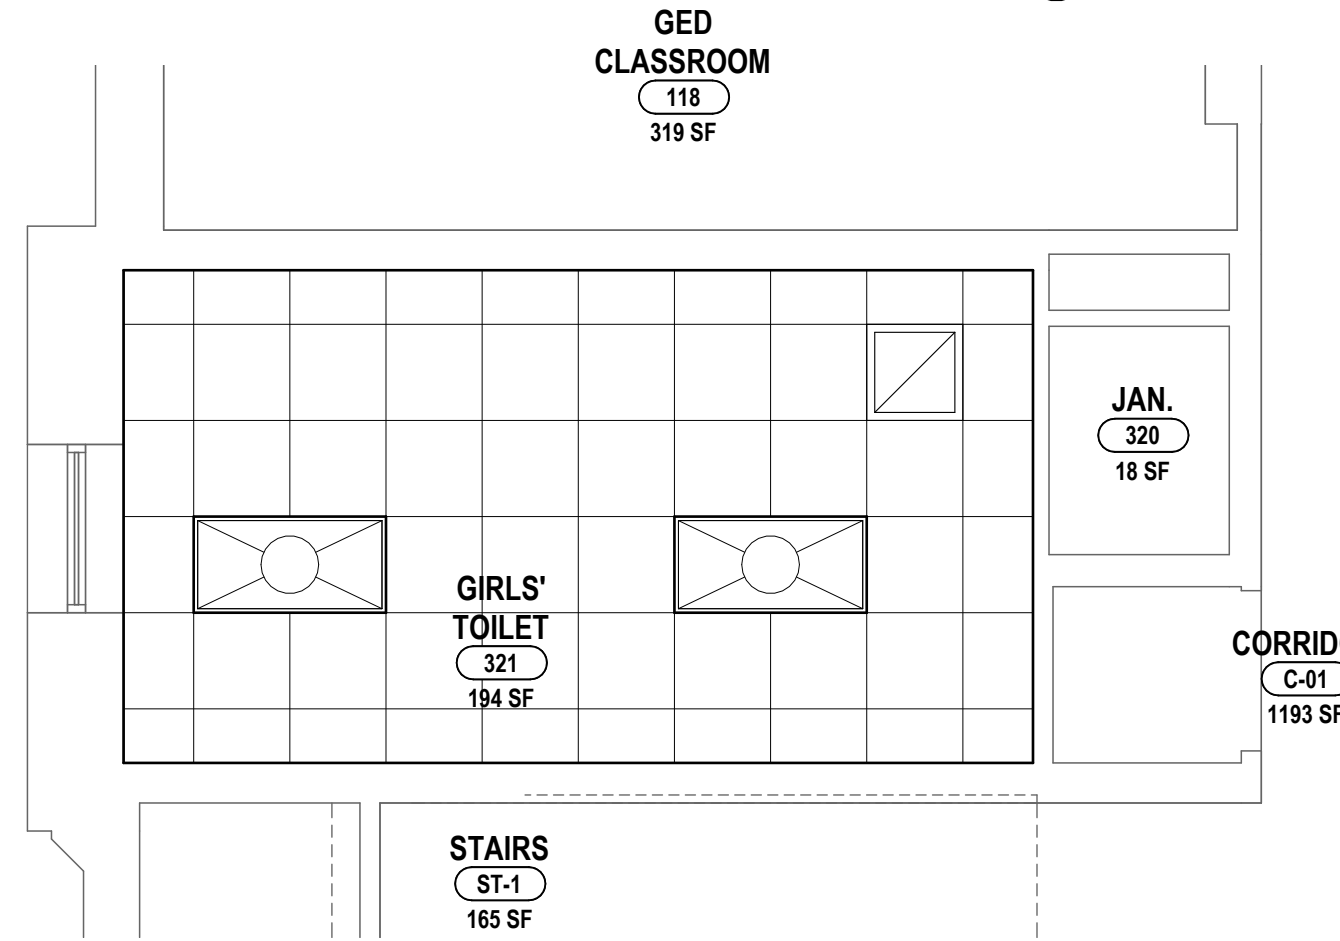 GED
CLASSROOM
118
319 SF
JAN.
320
18 SF
GIRLS'
TOILET
321
194 SF
CORRID
C-01
1193 SF
STAIRS
ST-1
165 SF